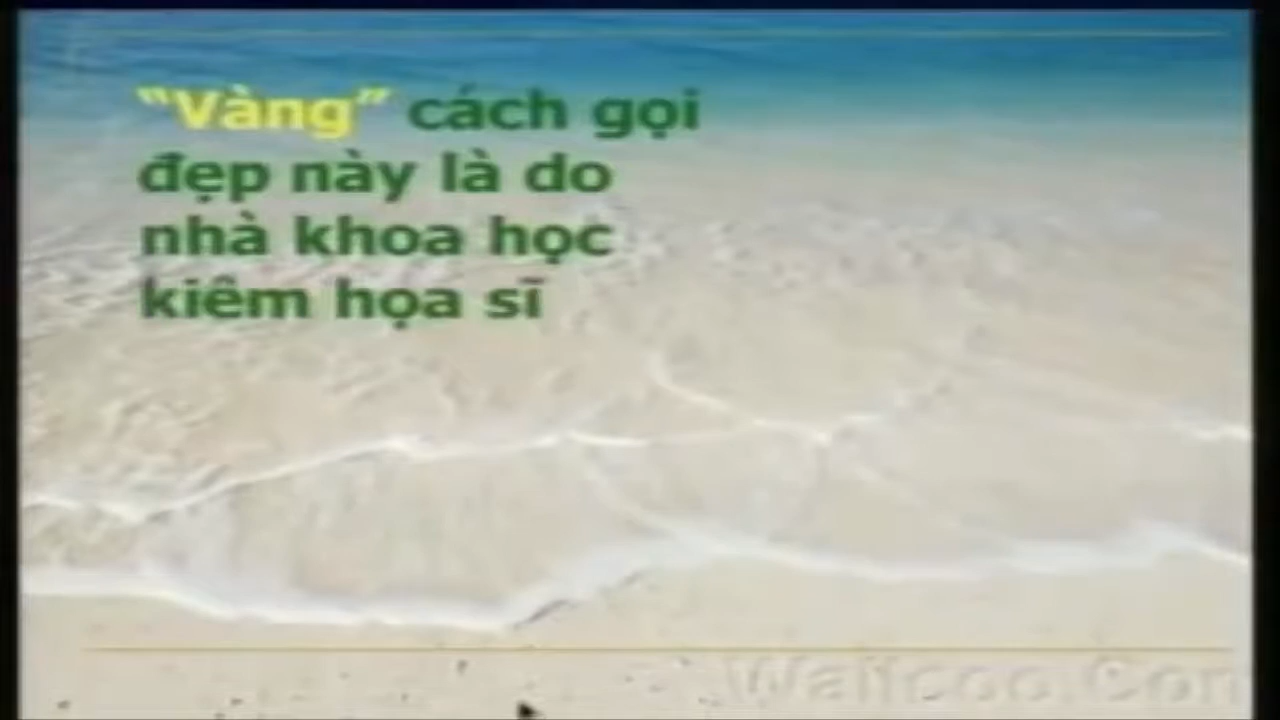 “Vàng” cách gọi
đẹp này là do
nhà khoa học
kiêm họa sĩ